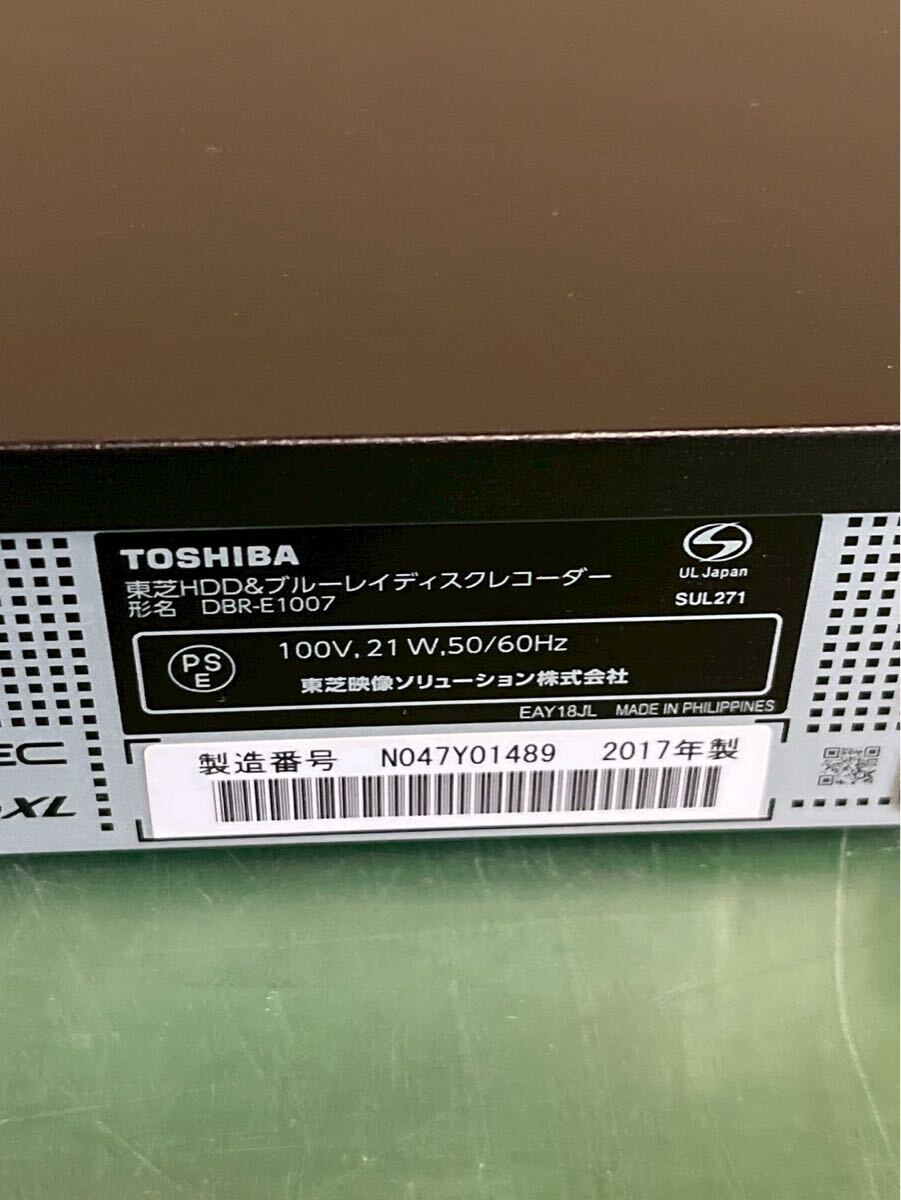 TOSHIBA
東芝HDD&ブルーレイディスクレコーダー
形名 DBR-E1007
UL Japan
SUL271
PSE
100V, 21W, 50/60Hz
東芝映像ソリューション株式会社
EAY18JL MADE IN PHILIPPINES
製造番号 N047Y01489 2017年製
EC
XL